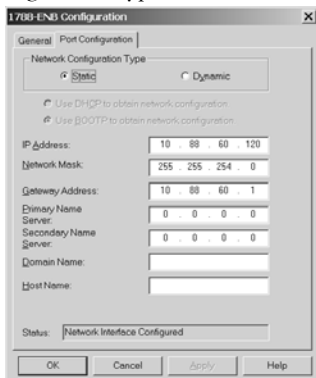 1788-ENB Configuration
General Port Configuration
Network Configuration Type
Static Dynamic
Use DHCP to obtain network configuration
Use BOOTP to obtain network configuration
IP Address: 10 . 88 . 60 . 120
Network Mask: 255 . 255 . 254 . 0
Gateway Address: 10 . 88 . 60 . 1
Primary Name
Server: 0 . 0 . 0 . 0
Secondary Name
Server: 0 . 0 . 0 . 0
Domain Name:
Host Name:
Status: Network Interface Configured
OK Cancel Apply Help